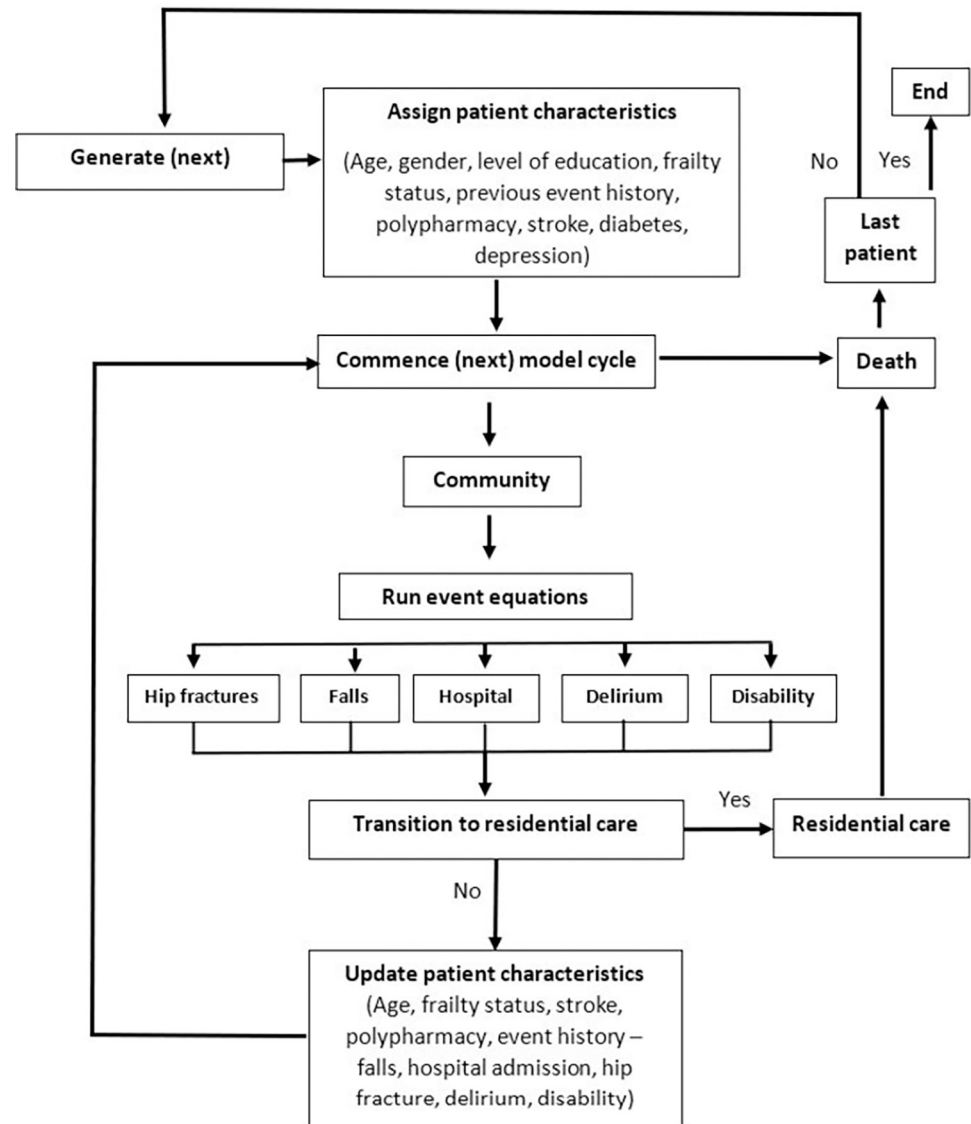 End
Assign patient characteristics
(Age, gender, level of education, frailty
status, previous event history,
polypharmacy, stroke, diabetes,
depression)
Generate (next)
No
Yes
Last
patient
Commence (next) model cycle
Death
Community
Run event equations
Hip fractures
Falls
Hospital
Delirium
Disability
Transition to residential care
Yes
Residential care
No
Update patient characteristics
(Age, frailty status, stroke,
polypharmacy, event history –
falls, hospital admission, hip
fracture, delirium, disability)